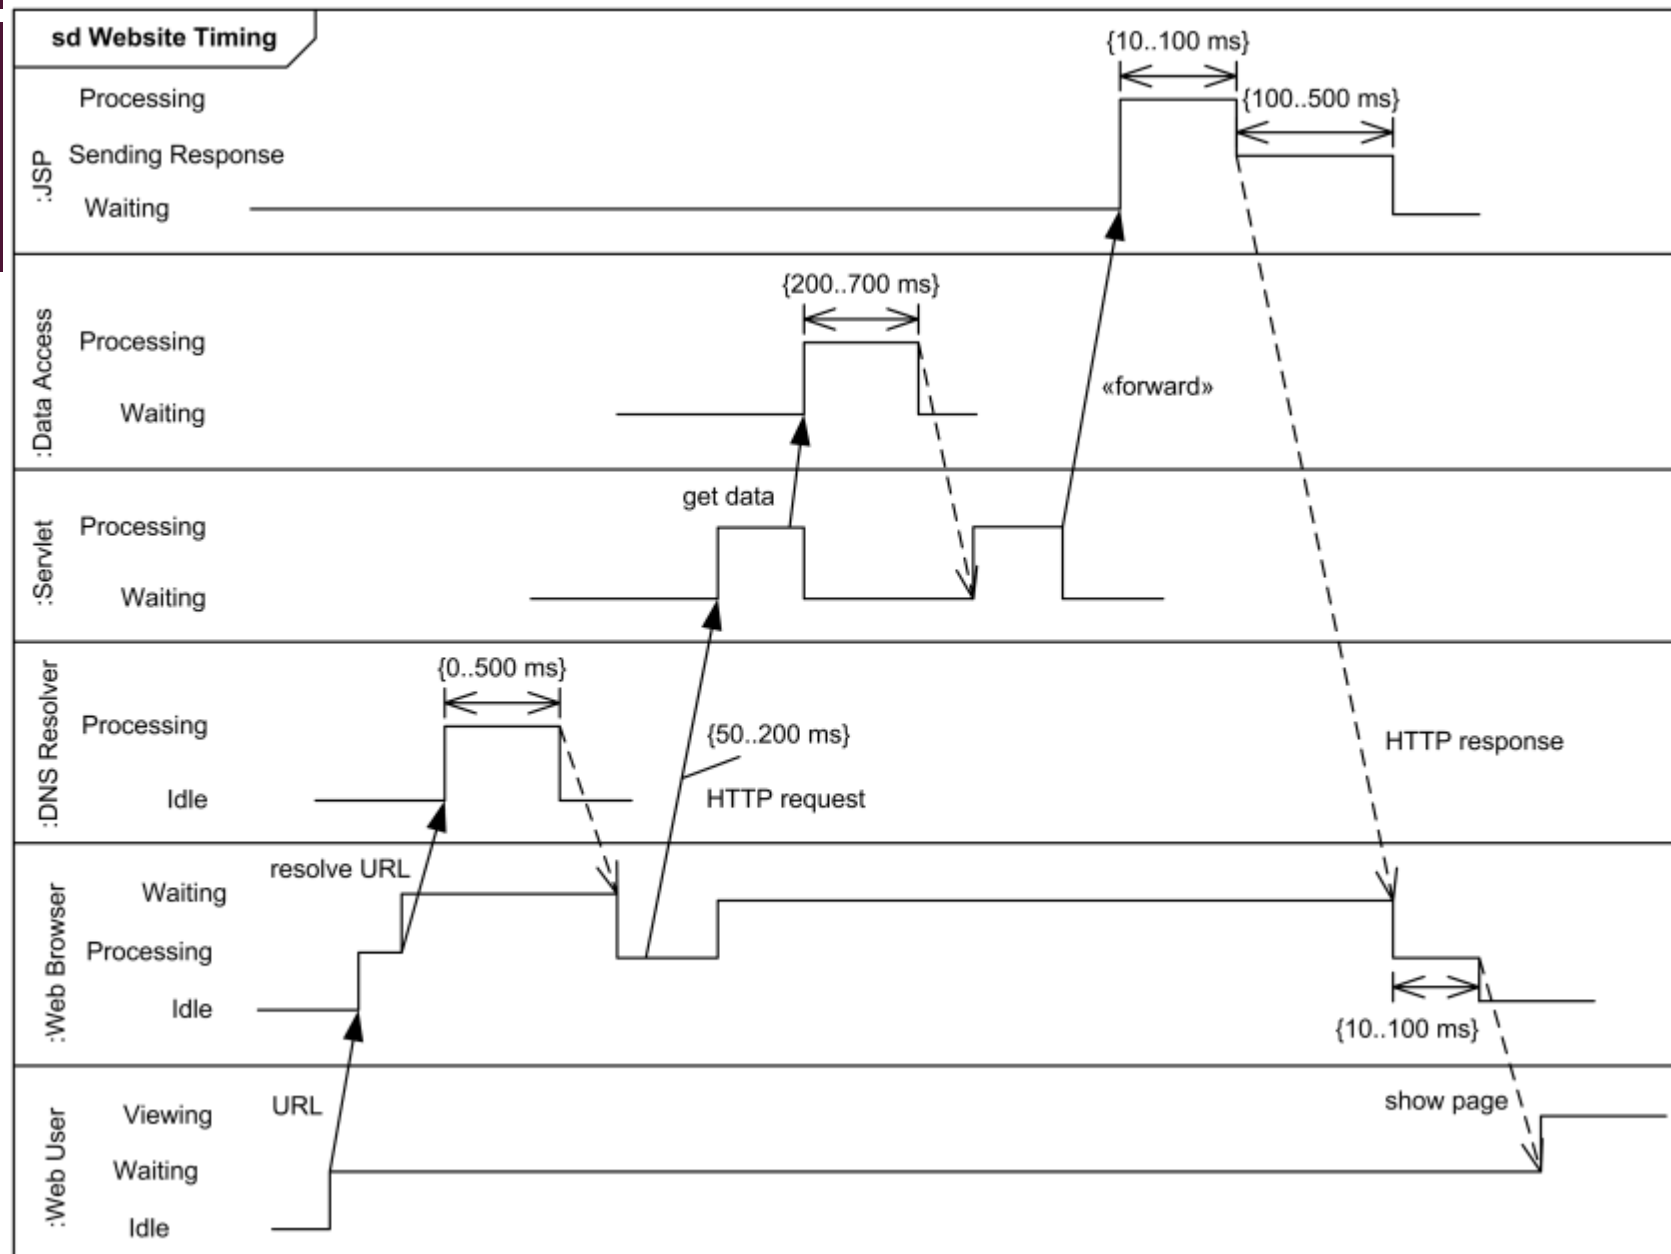 sd Website Timing
{10..100 ms}
{100..500 ms}
:JSP
Processing
Sending Response
Waiting
{200..700 ms}
:Data Access
Processing
Waiting
«forward»
get data
:Servlet
Processing
Waiting
{0..500 ms}
:DNS Resolver
Processing
Idle
{50..200 ms}
HTTP request
HTTP response
resolve URL
:Web Browser
Waiting
Processing
Idle
{10..100 ms}
URL
show page
:Web User
Viewing
Waiting
Idle